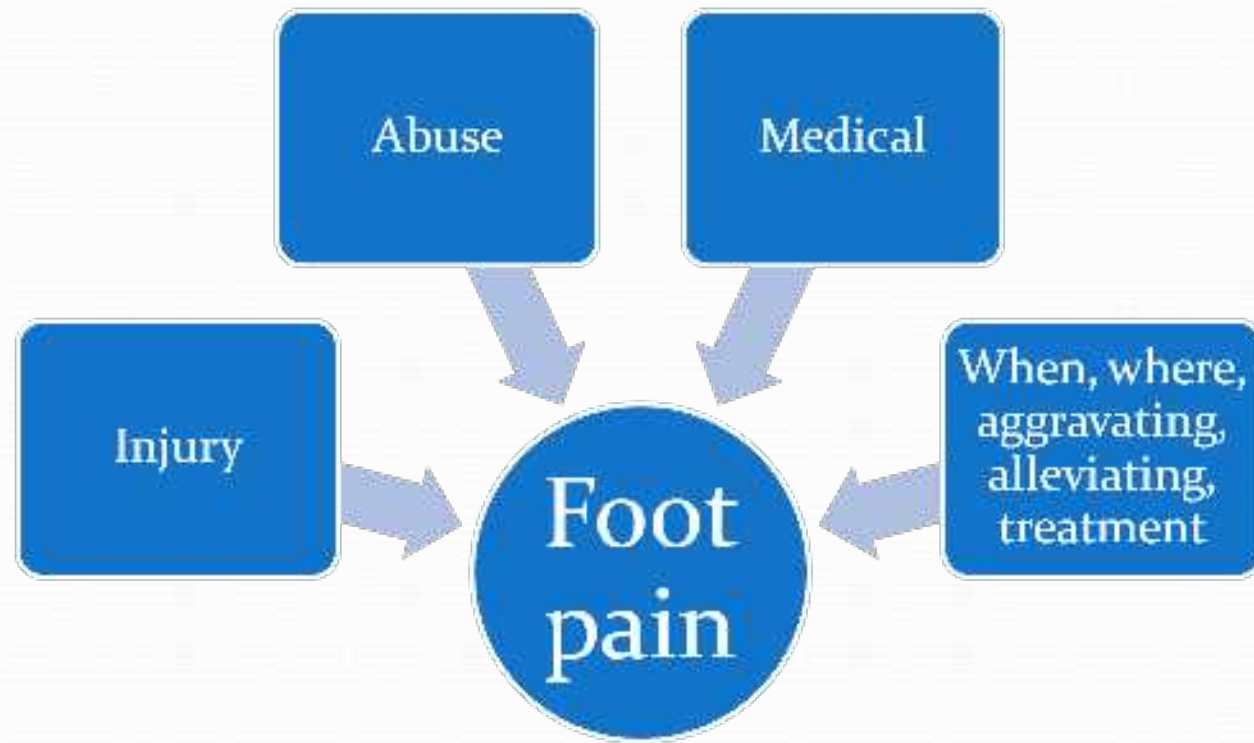 Abuse
Medical
Injury
When, where,
aggravating,
alleviating,
treatment
Foot
pain